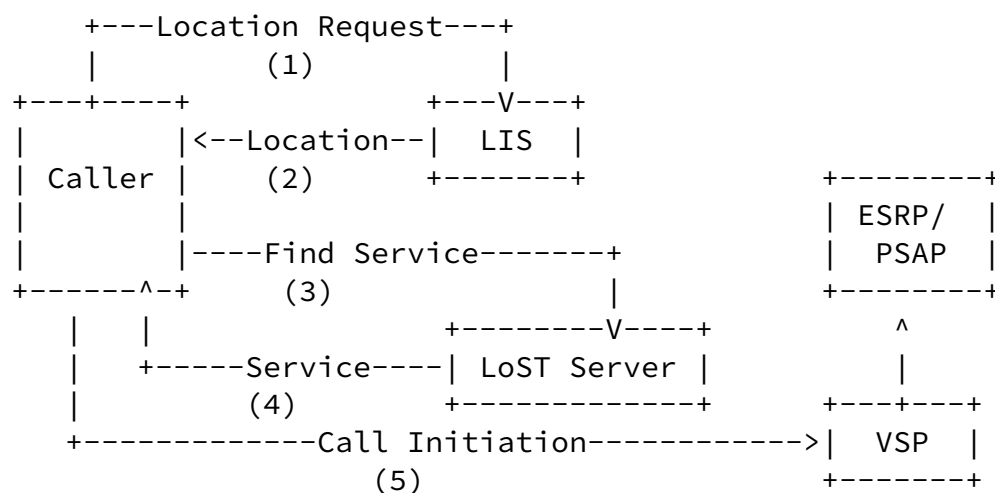 Location Request
(1)
Location LIS
Caller (2)
ESRP/
Find Service PSAP
(3)
Service LoST Server
(4)
Call Initiation VSP
(5)